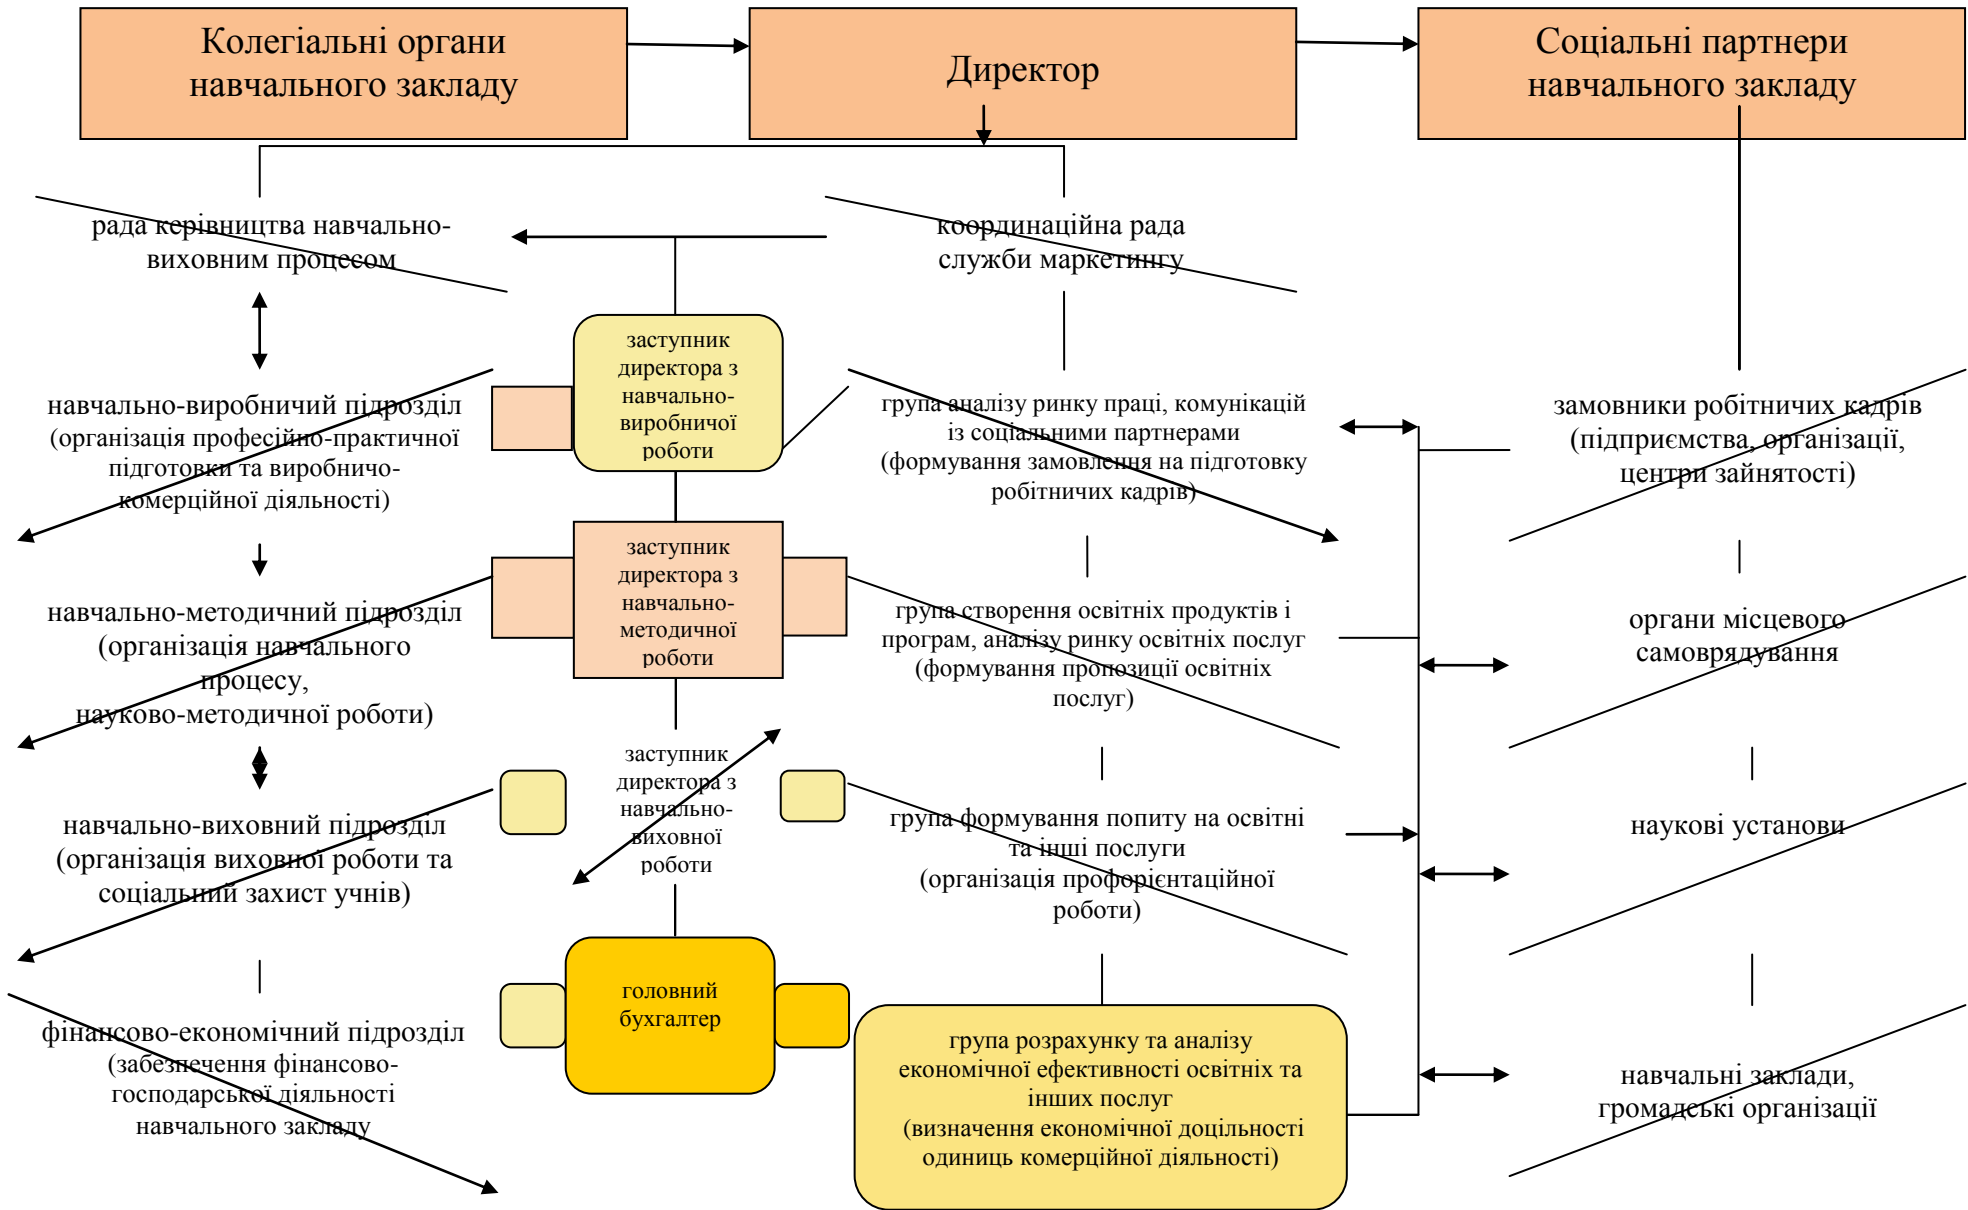 Колегіальні органи
навчального закладу
Директор
Соціальні партнери
навчального закладу
рада керівництва навчально-
виховним процесом
координаційна рада
служби маркетингу
заступник
директора з
навчально-
виробничої
роботи
навчально-виробничий підрозділ
(організація професійно-практичної
підготовки та виробничо-
комерційної діяльності)
група аналізу ринку праці, комунікацій
із соціальними партнерами
(формування замовлення на підготовку
робітничих кадрів)
замовники робітничих кадрів
(підприємства, організації,
центри зайнятості)
заступник
директора з
навчально-
методичної
роботи
навчально-методичний підрозділ
(організація навчального
процесу,
науково-методичної роботи)
група створення освітніх продуктів і
програм, аналізу ринку освітніх послуг
(формування пропозиції освітніх
послуг)
органи місцевого
самоврядування
заступник
директора з
навчально-
виховної
роботи
навчально-виховний підрозділ
(організація виховної роботи та
соціальний захист учнів)
група формування попиту на освітні
та інші послуги
(організація профорієнтаційної
роботи)
наукові установи
головний
бухгалтер
фінансово-економічний підрозділ
(забезпечення фінансово-
господарської діяльності
навчального закладу
група розрахунку та аналізу
економічної ефективності освітніх та
інших послуг
(визначення економічної доцільності
одиниць комерційної діяльності)
навчальні заклади,
громадські організації